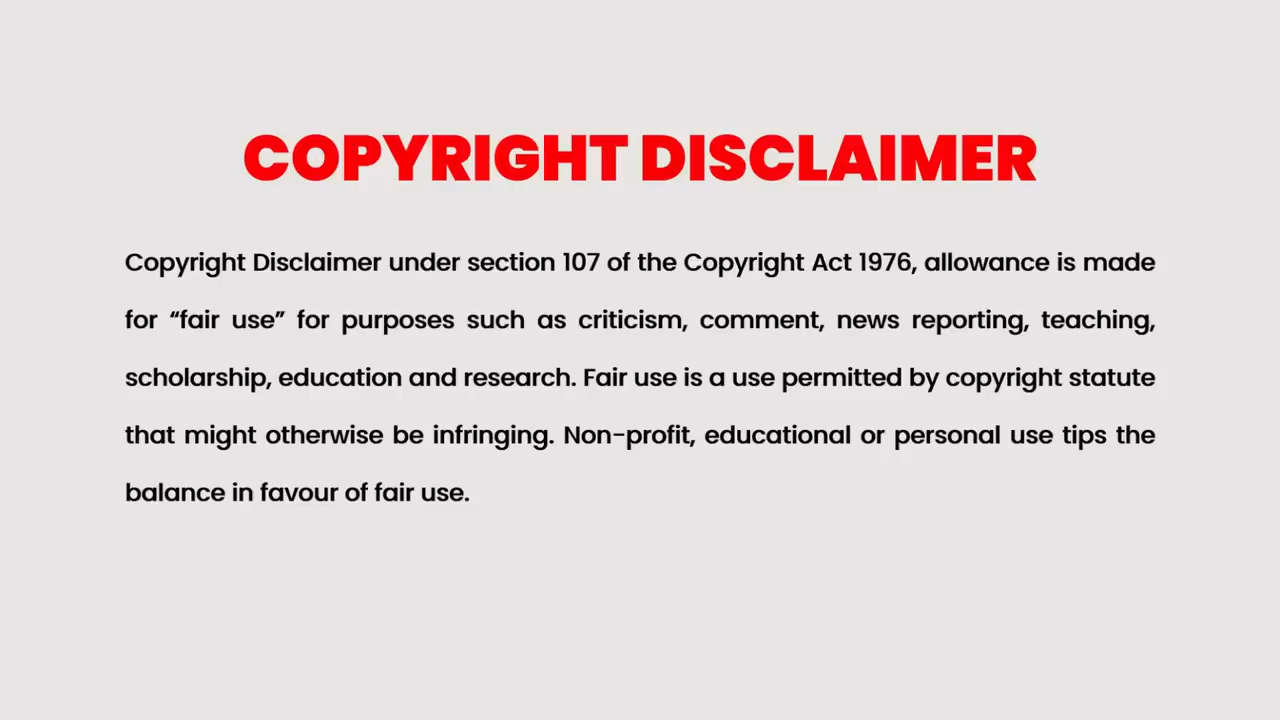 COPYRIGHT DISCLAIMER
Copyright Disclaimer under section 107 of the Copyright Act 1976, allowance is made
for “fair use” for purposes such as criticism, comment, news reporting, teaching,
scholarship, education and research. Fair use is a use permitted by copyright statute
that might otherwise be infringing. Non-profit, educational or personal use tips the
balance in favour of fair use.